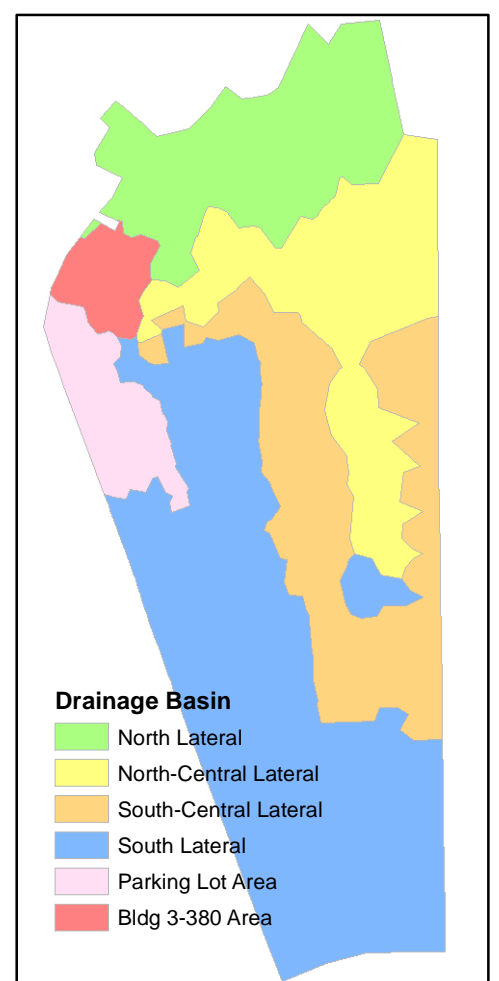 Drainage Basin
North Lateral
North-Central Lateral
South-Central Lateral
South Lateral
Parking Lot Area
Bldg 3-380 Area